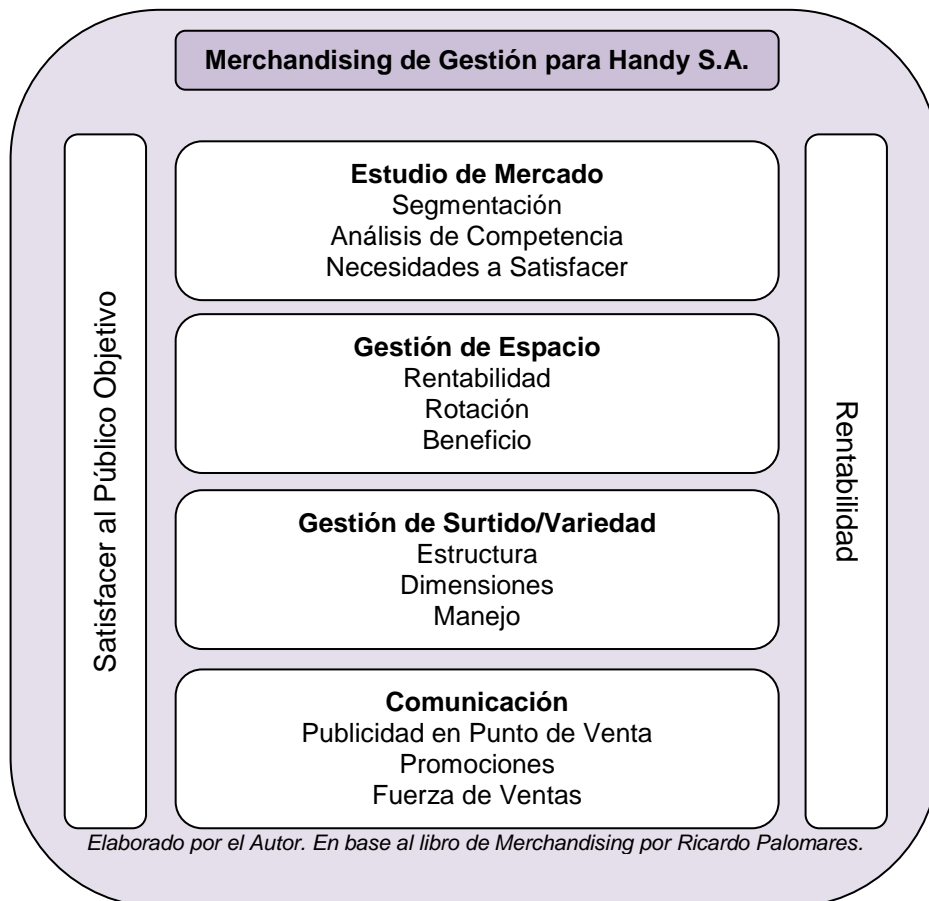 Merchandising de Gestión para Handy S.A.
Satisfacer al Público Objetivo
Estudio de Mercado
Segmentación
Análisis de Competencia
Necesidades a Satisfacer
Gestión de Espacio
Rentabilidad
Rotación
Beneficio
Gestión de Surtido/Variedad
Estructura
Dimensiones
Manejo
Comunicación
Publicidad en Punto de Venta
Promociones
Fuerza de Ventas
Rentabilidad
Elaborado por el Autor. En base al libro de Merchandising por Ricardo Palomares.